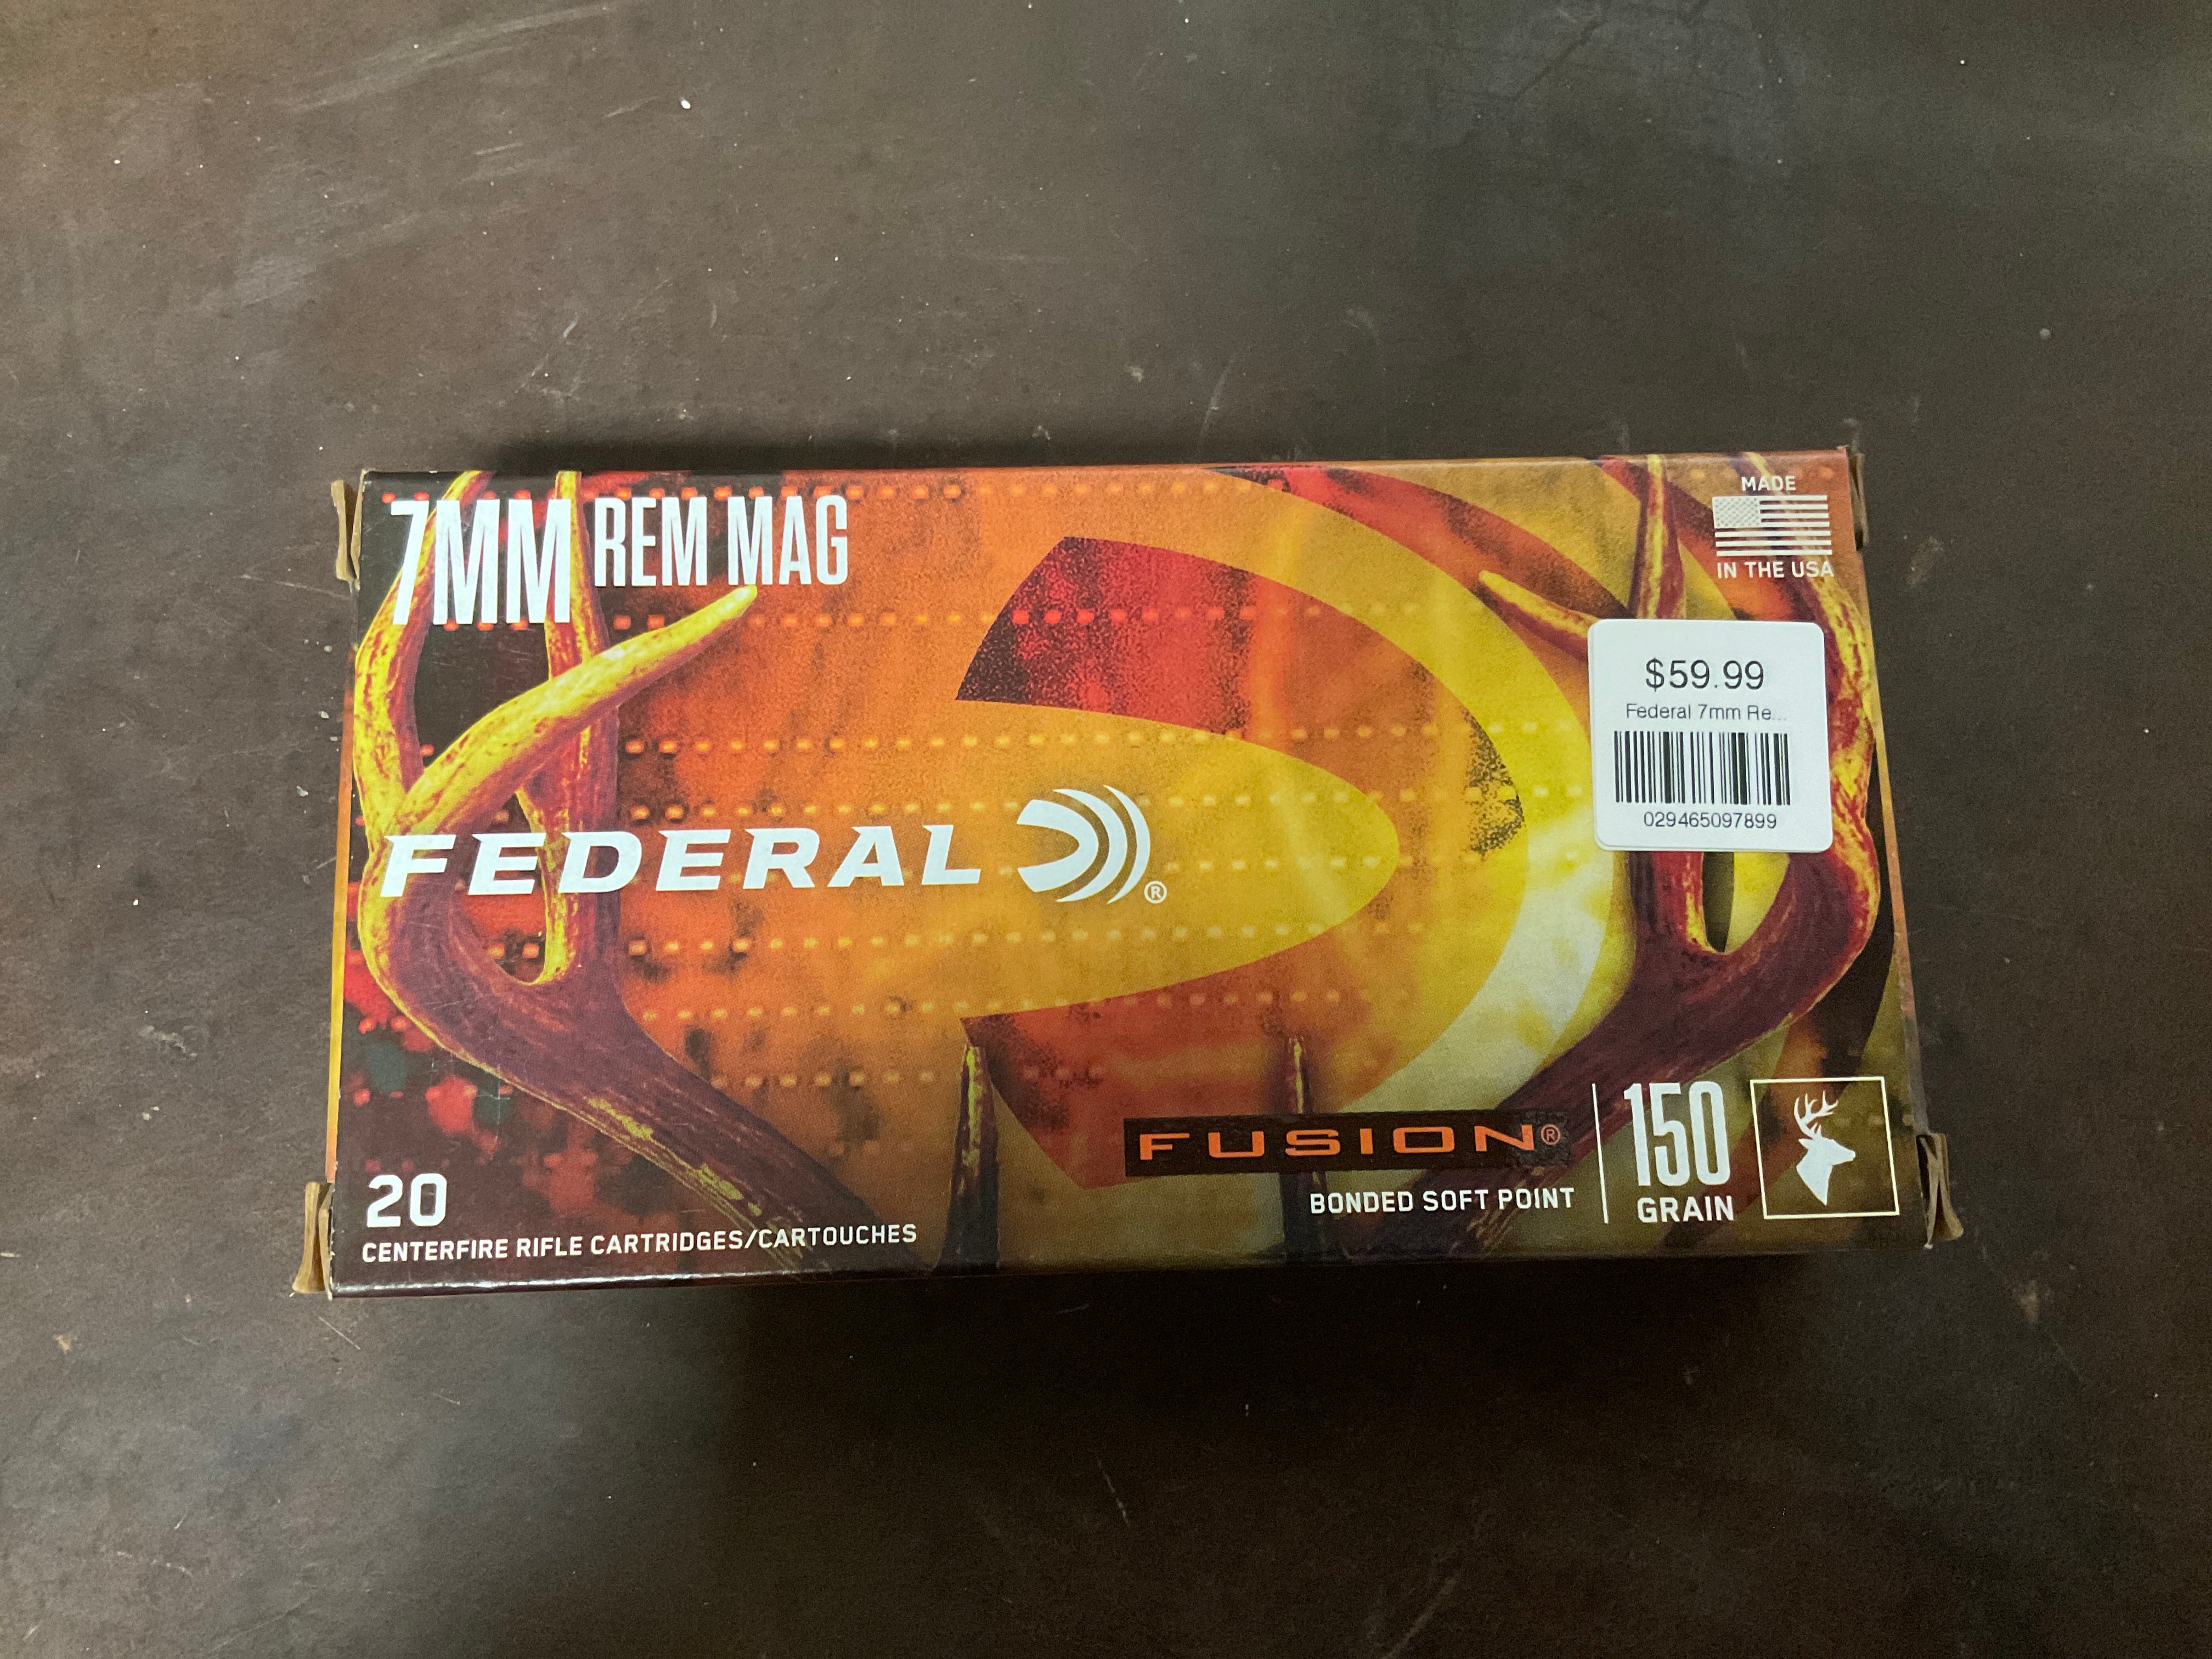 7MM REM MAG
MADE
IN THE USA
$59.99
Federal 7mm Re...
029465097899
FEDERAL ®
FUSION®
BONDED SOFT POINT
150
GRAIN
20
CENTERFIRE RIFLE CARTRIDGES/CARTOUCHES